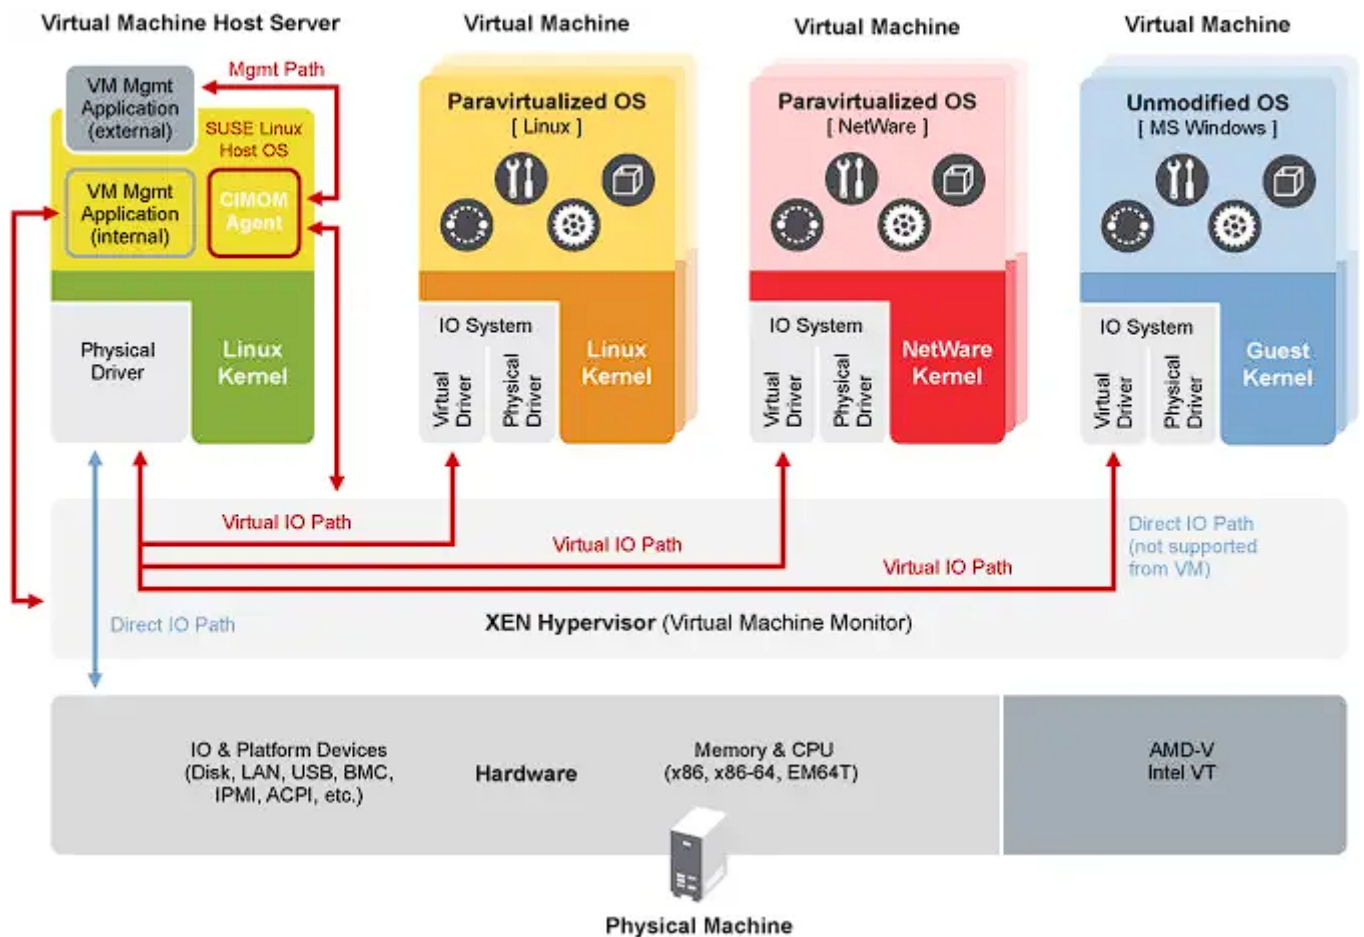 Virtual Machine Host Server
Virtual Machine
Virtual Machine
Virtual Machine
Mgmt Path
VM Mgmt
Application
(external)
SUSE Linux
Host OS
VM Mgmt
Application
(internal)
CIMOM
Agent
Physical
Driver
Linux
Kernel
Paravirtualized OS
[ Linux ]
IO System
Virtual
Driver
Physical
Driver
Linux
Kernel
Paravirtualized OS
[ NetWare ]
IO System
Virtual
Driver
Physical
Driver
NetWare
Kernel
Unmodified OS
[ MS Windows ]
IO System
Virtual
Driver
Physical
Driver
Guest
Kernel
Virtual IO Path
Virtual IO Path
Virtual IO Path
Direct IO Path
(not supported
from VM)
Direct IO Path
XEN Hypervisor (Virtual Machine Monitor)
IO & Platform Devices
(Disk, LAN, USB, BMC,
IPMI, ACPI, etc.)
Hardware
Memory & CPU
(x86, x86-64, EM64T)
AMD-V
Intel VT
Physical Machine